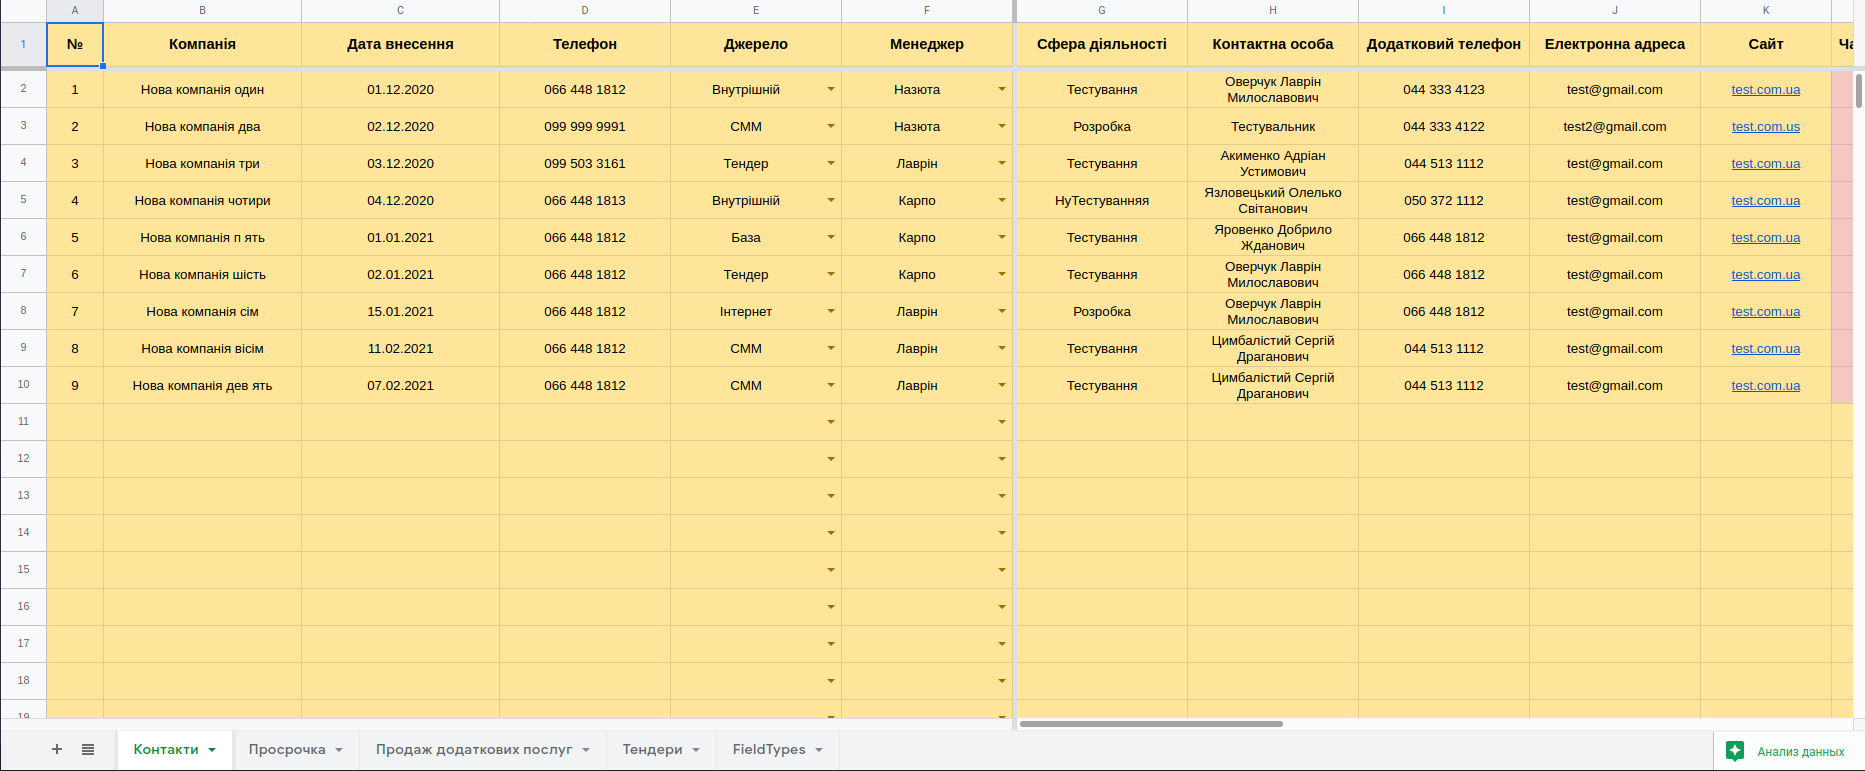 A B C D E F G H I J K
1 № Компанія Дата внесення Телефон Джерело Менеджер Сфера діяльності Контактна особа Додатковий телефон Електронна адреса Сайт Ча
2 1 Нова компанія один 01.12.2020 066 448 1812 Внутрішній Назюта Тестування Оверчук Лаврін Милославович 044 333 4123 test@gmail.com test.com.ua
3 2 Нова компанія два 02.12.2020 099 999 9991 СММ Назюта Розробка Тестувальник 044 333 4122 test2@gmail.com test.com.us
4 3 Нова компанія три 03.12.2020 099 503 3161 Тендер Лаврін Тестування Акименко Адріан Устимович 044 513 1112 test@gmail.com test.com.ua
5 4 Нова компанія чотири 04.12.2020 066 448 1813 Внутрішній Карпо НуТестуванняя Язловецький Олелько Світанович 050 372 1112 test@gmail.com test.com.ua
6 5 Нова компанія п ять 01.01.2021 066 448 1812 База Карпо Тестування Яровенко Добрило Жданович 066 448 1812 test@gmail.com test.com.ua
7 6 Нова компанія шість 02.01.2021 066 448 1812 Тендер Карпо Тестування Оверчук Лаврін Милославович 066 448 1812 test@gmail.com test.com.ua
8 7 Нова компанія сім 15.01.2021 066 448 1812 Інтернет Лаврін Розробка Оверчук Лаврін Милославович 066 448 1812 test@gmail.com test.com.ua
9 8 Нова компанія вісім 11.02.2021 066 448 1812 СММ Лаврін Тестування Цимбалістий Сергій Драганович 044 513 1112 test@gmail.com test.com.ua
10 9 Нова компанія дев ять 07.02.2021 066 448 1812 СММ Лаврін Тестування Цимбалістий Сергій Драганович 044 513 1112 test@gmail.com test.com.ua
11
12
13
14
15
16
17
18
19
Контакти Просрочка Продаж додаткових послуг Тендери FieldTypes Анализ данных